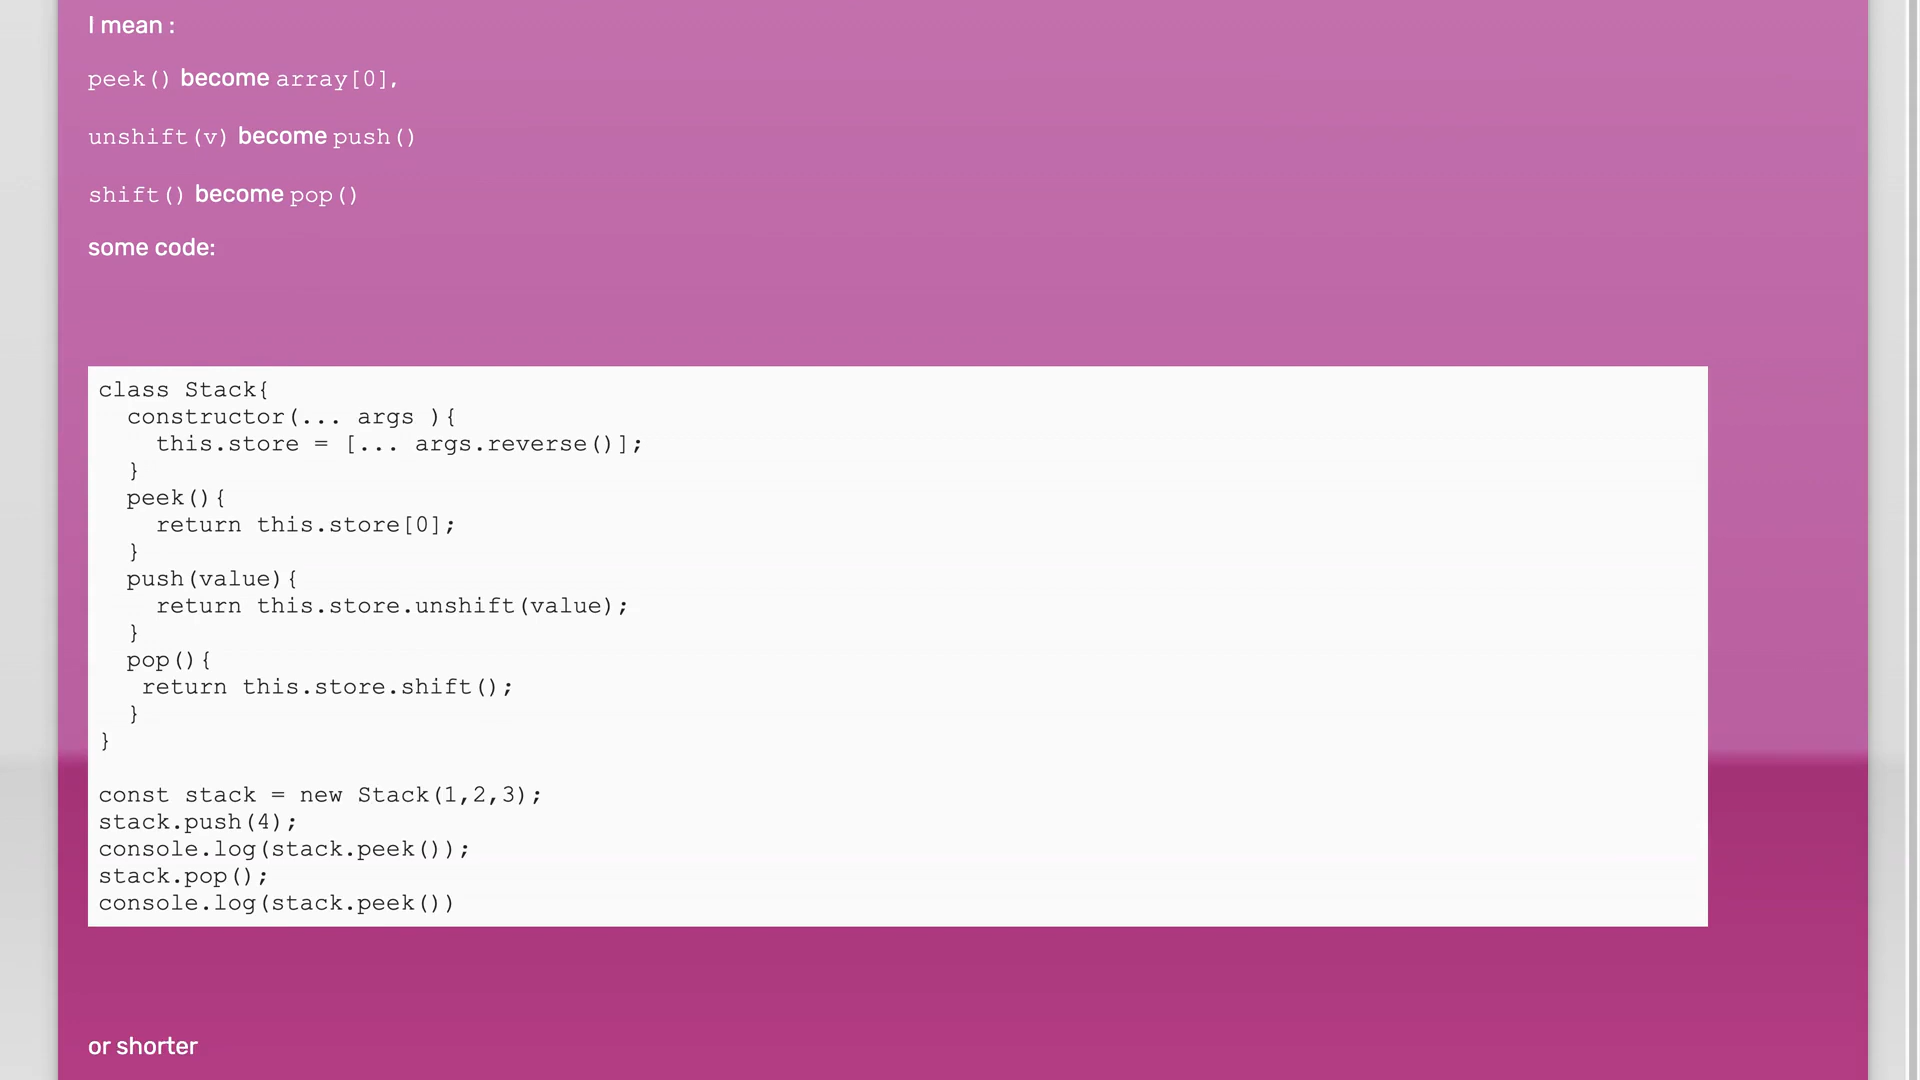 I mean :
peek() become array[0],
unshift(v) become push()
shift() become pop()
some code:
class Stack{
  constructor(... args ){
    this.store = [... args.reverse()];
  }
  peek(){
    return this.store[0];
  }
  push(value){
    return this.store.unshift(value);
  }
  pop(){
   return this.store.shift();
  }
}

const stack = new Stack(1,2,3);
stack.push(4);
console.log(stack.peek());
stack.pop();
console.log(stack.peek())
or shorter